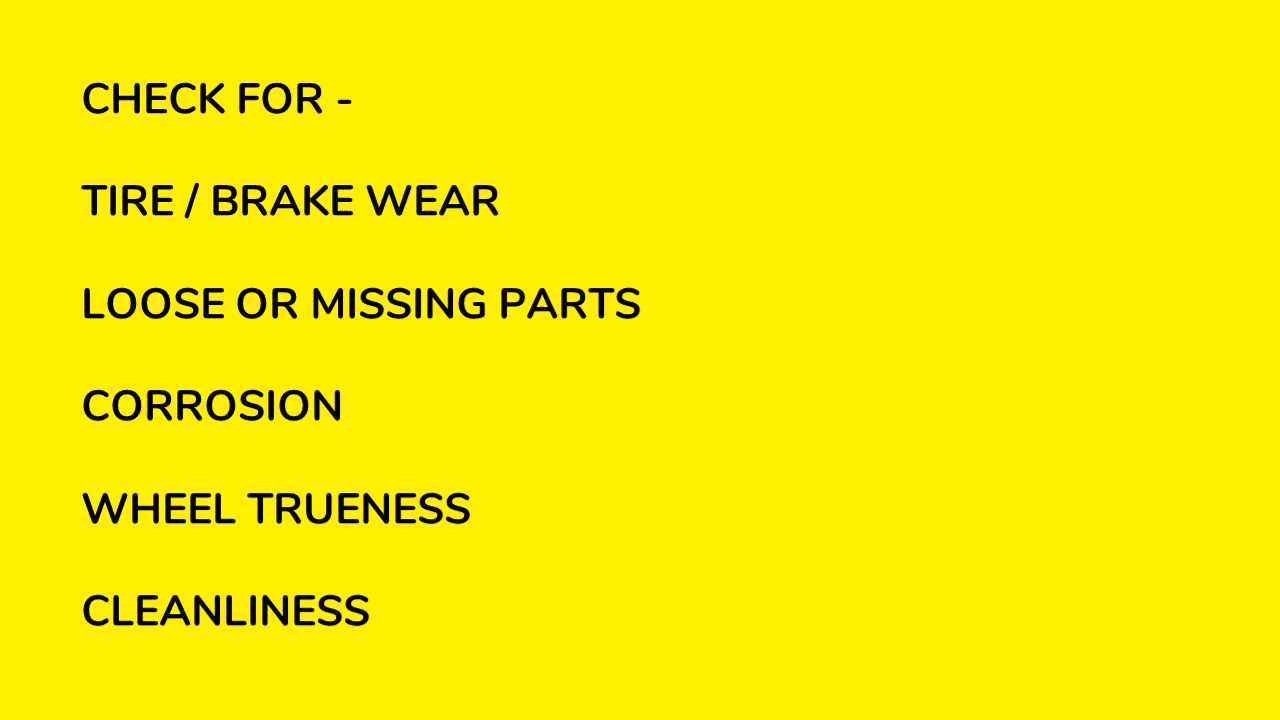 CHECK FOR -
TIRE / BRAKE WEAR
LOOSE OR MISSING PARTS
CORROSION
WHEEL TRUENESS
CLEANLINESS